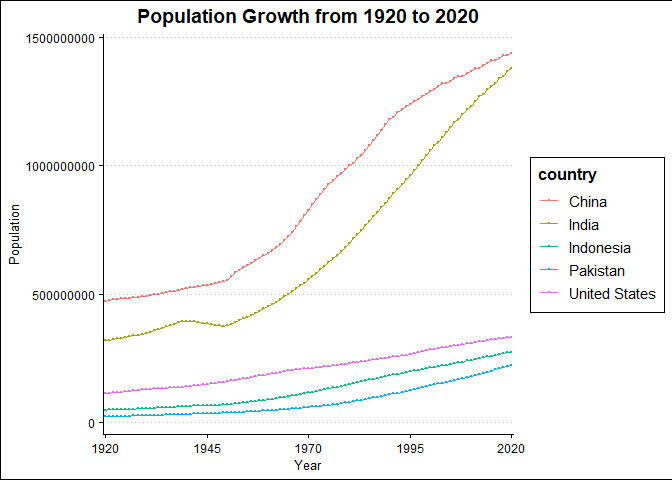 Population Growth from 1920 to 2020
1500000000
1000000000
500000000
0
Population
1920
1945
1970
1995
2020
Year
country
China
India
Indonesia
Pakistan
United States